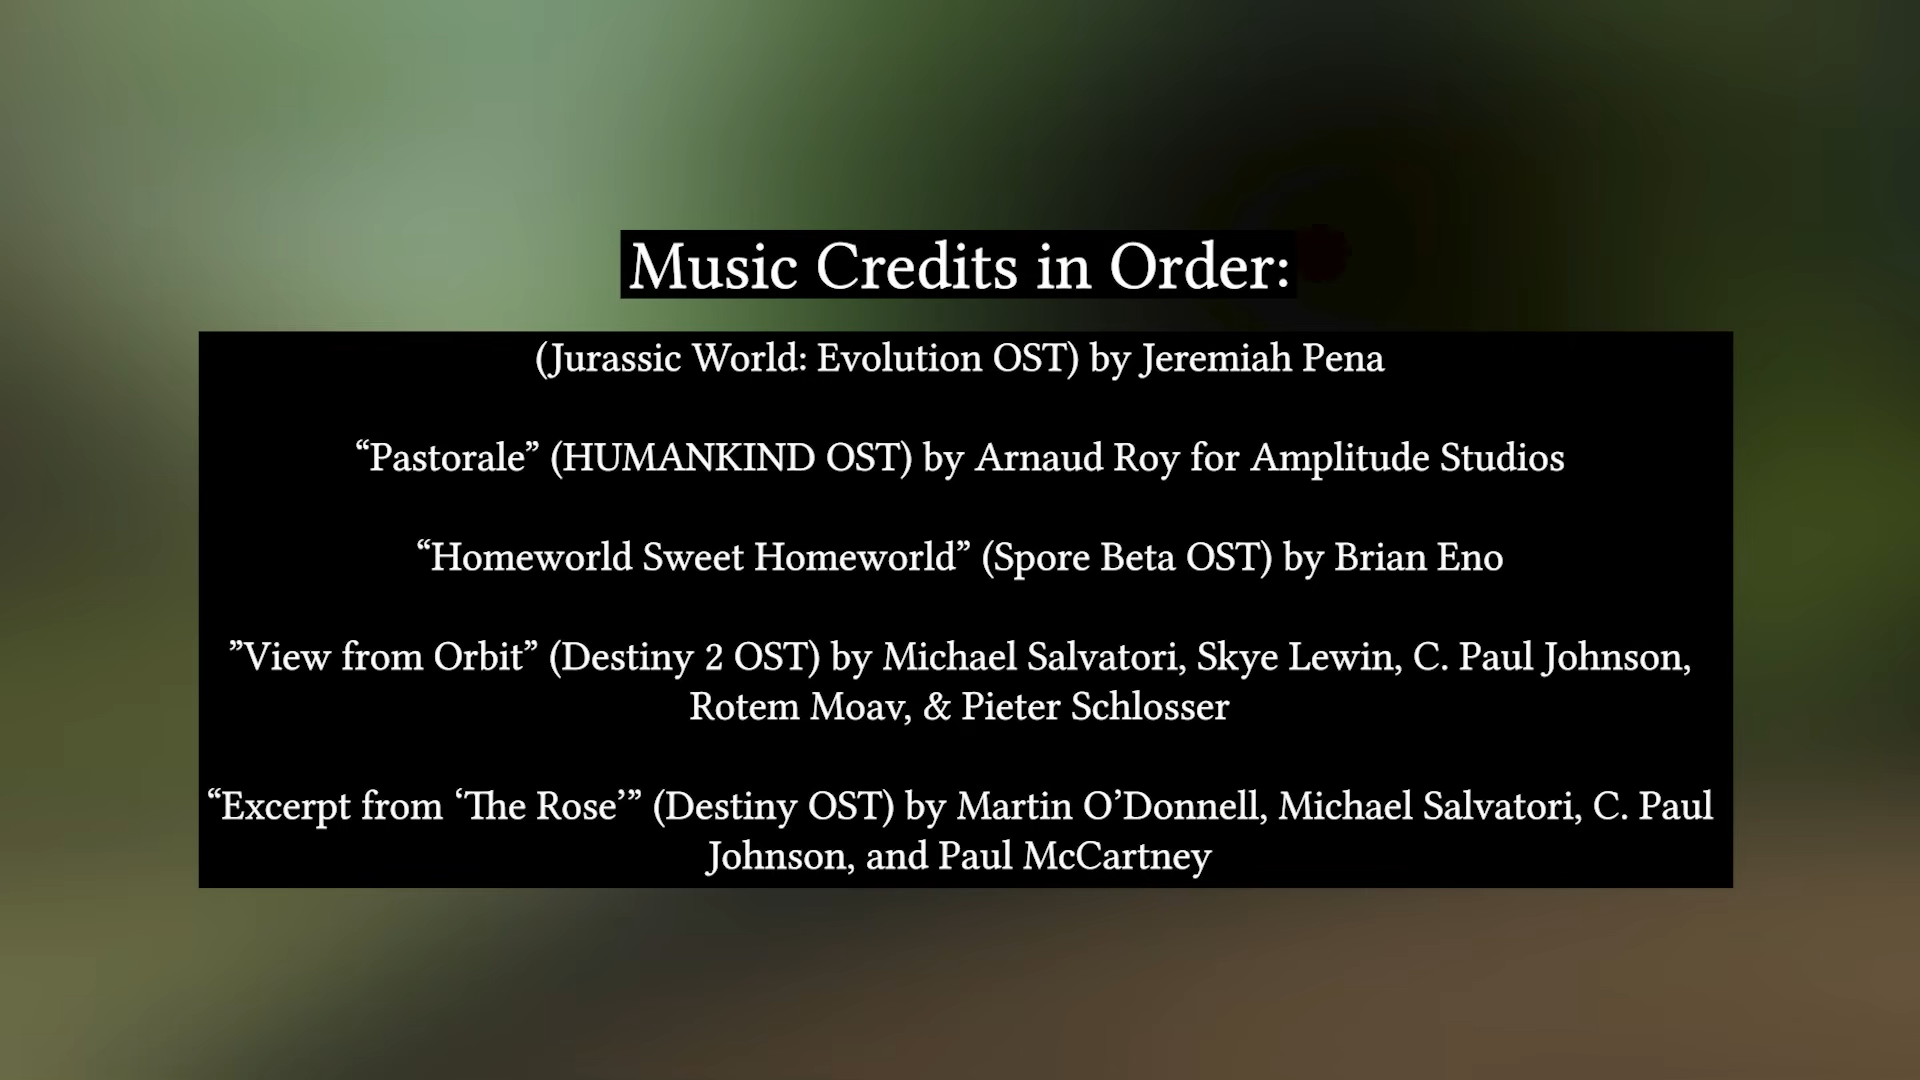 Music Credits in Order:
(Jurassic World: Evolution OST) by Jeremiah Pena
“Pastorale” (HUMANKIND OST) by Arnaud Roy for Amplitude Studios
“Homeworld Sweet Homeworld” (Spore Beta OST) by Brian Eno
”View from Orbit” (Destiny 2 OST) by Michael Salvatori, Skye Lewin, C. Paul Johnson,
Rotem Moav, & Pieter Schlosser
“Excerpt from ‘The Rose’” (Destiny OST) by Martin O’Donnell, Michael Salvatori, C. Paul
Johnson, and Paul McCartney